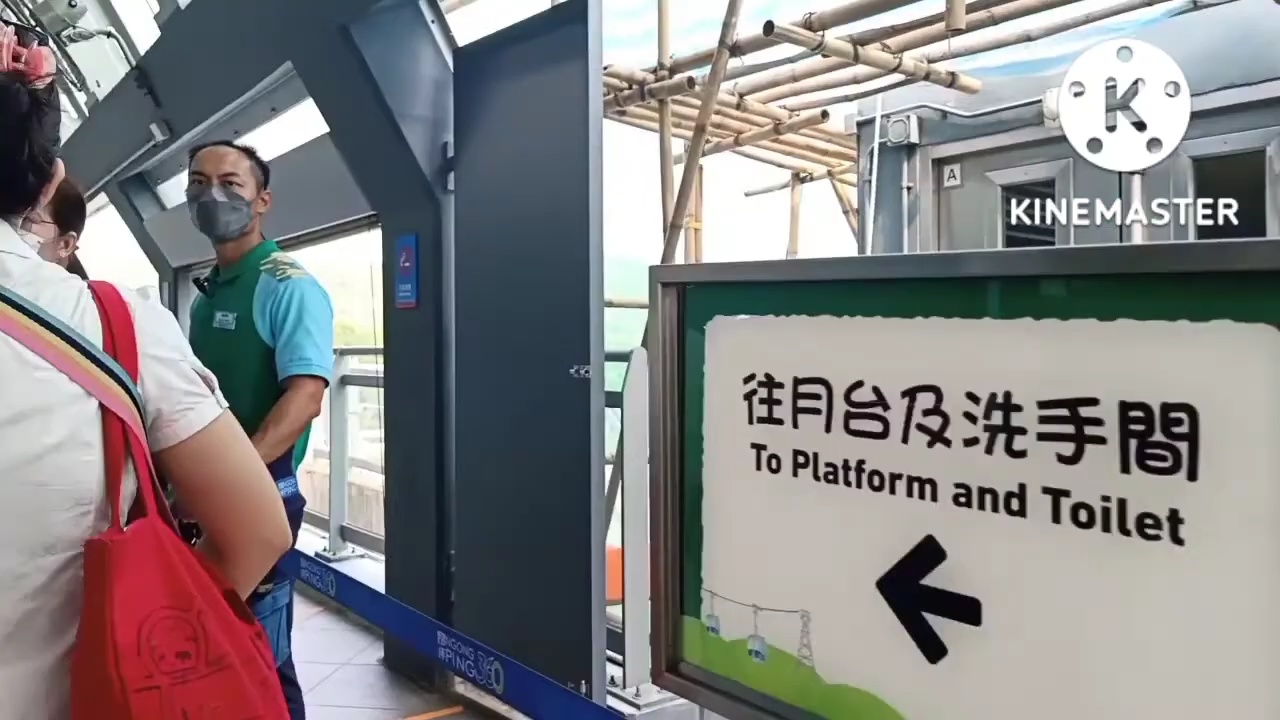 A
KINEMASTER
往月台及洗手間
To Platform and Toilet
NGONG
PING 360